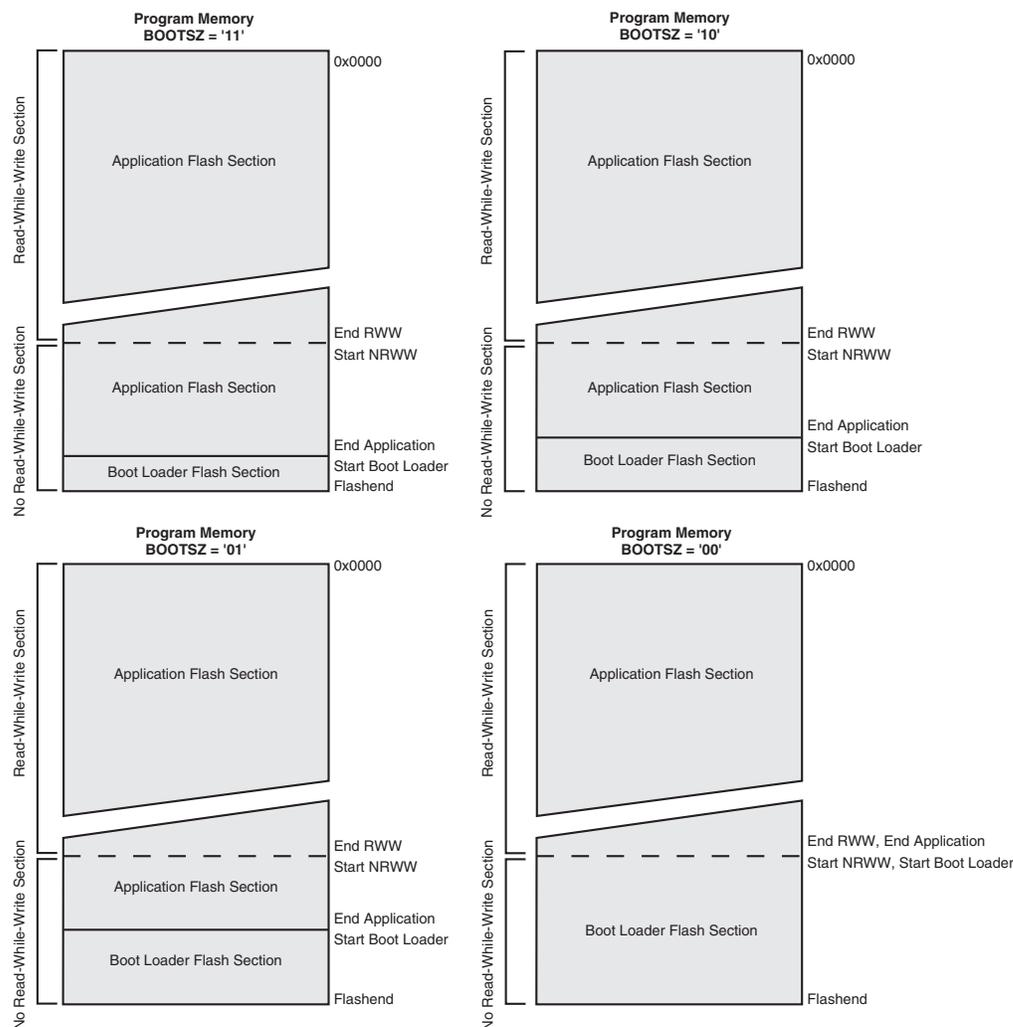 Program Memory
BOOTSZ = '11'
0x0000
Read-While-Write Section
Application Flash Section
End RWW
Start NRWW
No Read-While-Write Section
Application Flash Section
End Application
Start Boot Loader
Boot Loader Flash Section
Flashend
Program Memory
BOOTSZ = '10'
0x0000
Read-While-Write Section
Application Flash Section
End RWW
Start NRWW
No Read-While-Write Section
Application Flash Section
End Application
Start Boot Loader
Boot Loader Flash Section
Flashend
Program Memory
BOOTSZ = '01'
0x0000
Read-While-Write Section
Application Flash Section
End RWW
Start NRWW
No Read-While-Write Section
Application Flash Section
End Application
Start Boot Loader
Boot Loader Flash Section
Flashend
Program Memory
BOOTSZ = '00'
0x0000
Read-While-Write Section
Application Flash Section
End RWW, End Application
Start NRWW, Start Boot Loader
No Read-While-Write Section
Boot Loader Flash Section
Flashend